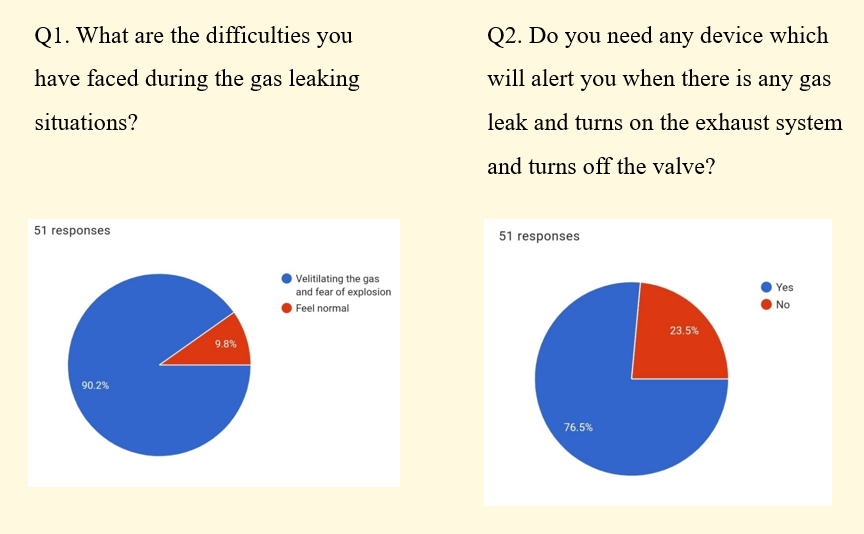 Q1. What are the difficulties you
have faced during the gas leaking
situations?
51 responses
Velitilating the gas
and fear of explosion
Feel normal
9.8%
90.2%
Q2. Do you need any device which
will alert you when there is any gas
leak and turns on the exhaust system
and turns off the valve?
51 responses
Yes
No
23.5%
76.5%